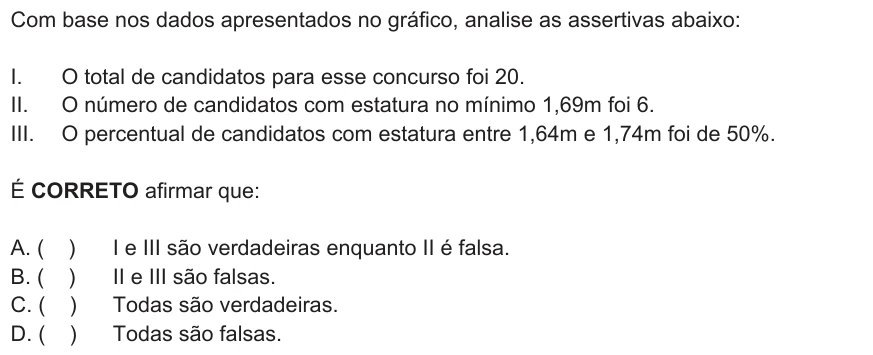 Com base nos dados apresentados no gráfico, analise as assertivas abaixo:
I. O total de candidatos para esse concurso foi 20.
II. O número de candidatos com estatura no mínimo 1,69m foi 6.
III. O percentual de candidatos com estatura entre 1,64m e 1,74m foi de 50%.
É CORRETO afirmar que:
A. ( ) I e III são verdadeiras enquanto II é falsa.
B. ( ) II e III são falsas.
C. ( ) Todas são verdadeiras.
D. ( ) Todas são falsas.